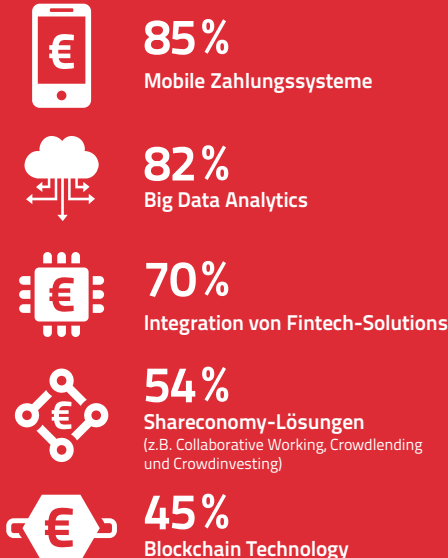 €
85%
Mobile Zahlungssysteme
82%
Big Data Analytics
€
70%
Integration von Fintech-Solutions
€
54%
Shareconomy-Lösungen
(z.B. Collaborative Working, Crowdlending
und Crowdinvesting)
€
45%
Blockchain Technology